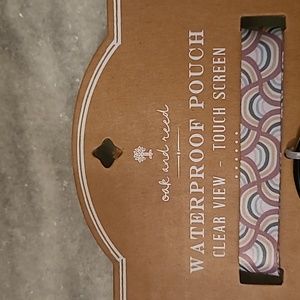 oak and reed
WATERPROOF POUCH
CLEAR VIEW - TOUCH SCREEN